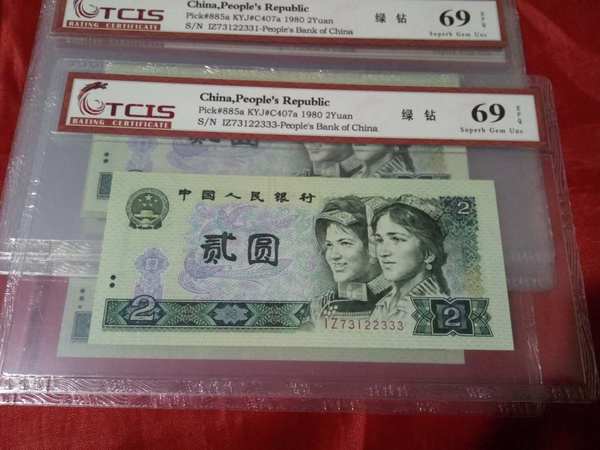 China,People's Republic
TCIS
RATING CERTIFICATE
Pick#885a KYJ#C407a 1980 2Yuan
绿 钻
69
EPQ
S/N IZ73122331-People's Bank of China
Superb Gem Unc
China,People's Republic
TCIS
RATING CERTIFICATE
Pick#885a KYJ#C407a 1980 2Yuan
绿 钻
69
EPQ
S/N IZ73122333-People's Bank of China
Superb Gem Unc
中国人民银行
2
贰圆
2
IZ73122333
2